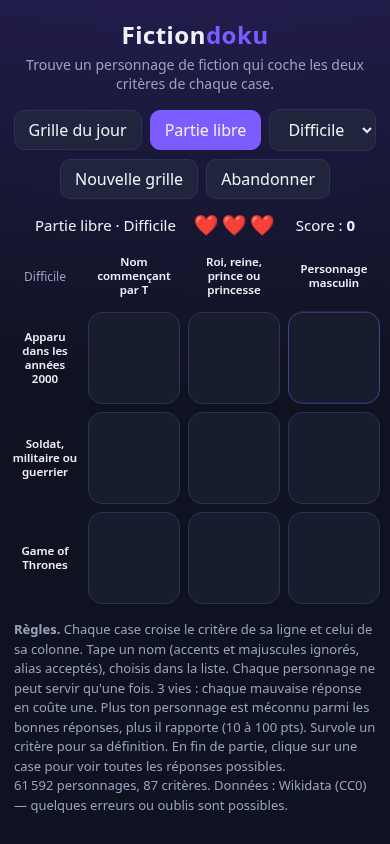 Fictiondoku
Trouve un personnage de fiction qui coche les deux
critères de chaque case.
Grille du jour
Partie libre
Difficile
Nouvelle grille
Abandonner
Partie libre · Difficile ❤️❤️❤️ Score : 0
Difficile
Nom
commençant
par T
Roi, reine,
prince ou
princesse
Personnage
masculin
Apparu
dans les
années
2000
Soldat,
militaire ou
guerrier
Game of
Thrones
Règles. Chaque case croise le critère de sa ligne et celui de
sa colonne. Tape un nom (accents et majuscules ignorés,
alias acceptés), choisis dans la liste. Chaque personnage ne
peut servir qu'une fois. 3 vies : chaque mauvaise réponse
en coûte une. Plus ton personnage est méconnu parmi les
bonnes réponses, plus il rapporte (10 à 100 pts). Survole un
critère pour sa définition. En fin de partie, clique sur une
case pour voir toutes les réponses possibles.
61 592 personnages, 87 critères. Données : Wikidata (CC0)
— quelques erreurs ou oublis sont possibles.